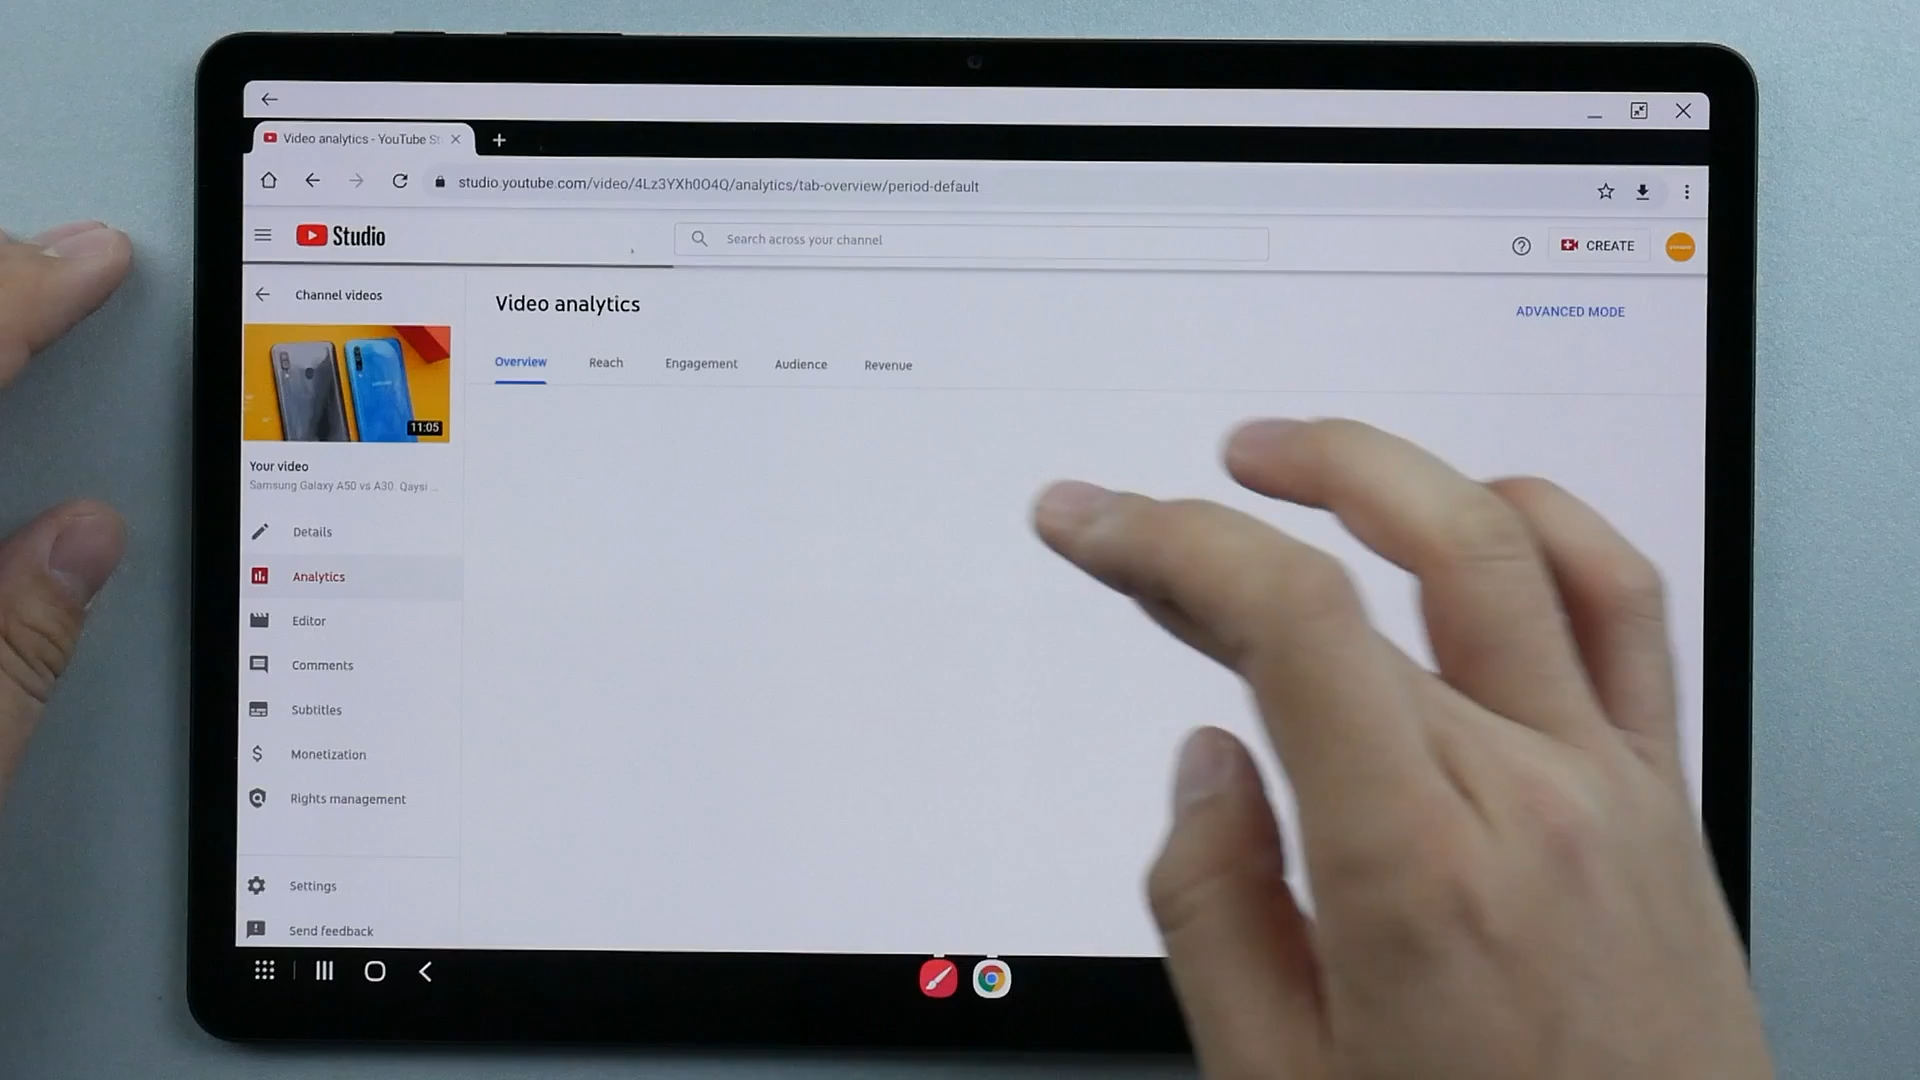 Video analytics - YouTube St
studio.youtube.com/video/4Lz3YXh0O4Q/analytics/tab-overview/period-default
Studio
Search across your channel
CREATE
Channel videos
Video analytics
ADVANCED MODE
Overview
Reach
Engagement
Audience
Revenue
11:05
Your video
Samsung Galaxy A50 vs A30. Qaysi ...
Details
Analytics
Editor
Comments
Subtitles
Monetization
Rights management
Settings
Send feedback